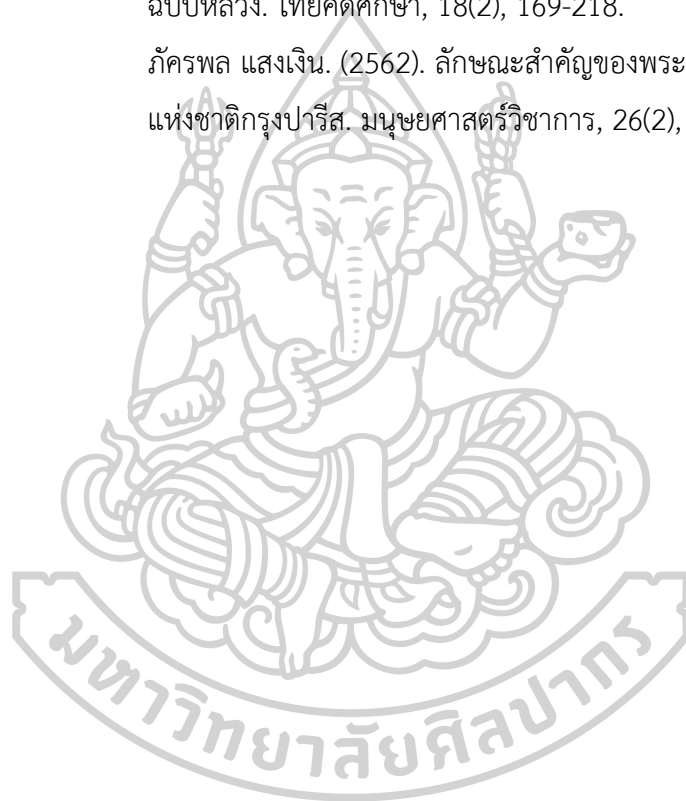 ฉบับหลวง. ไทยคดีศึกษา, 18(2), 169-218.
ภัครพล แสงเงิน. (2562). ลักษณะสำคัญของพระ
แห่งชาติกรุงปารีส. มนุษยศาสตร์วิชาการ, 26(2),
มหาวิทยาลัยศิลปากร